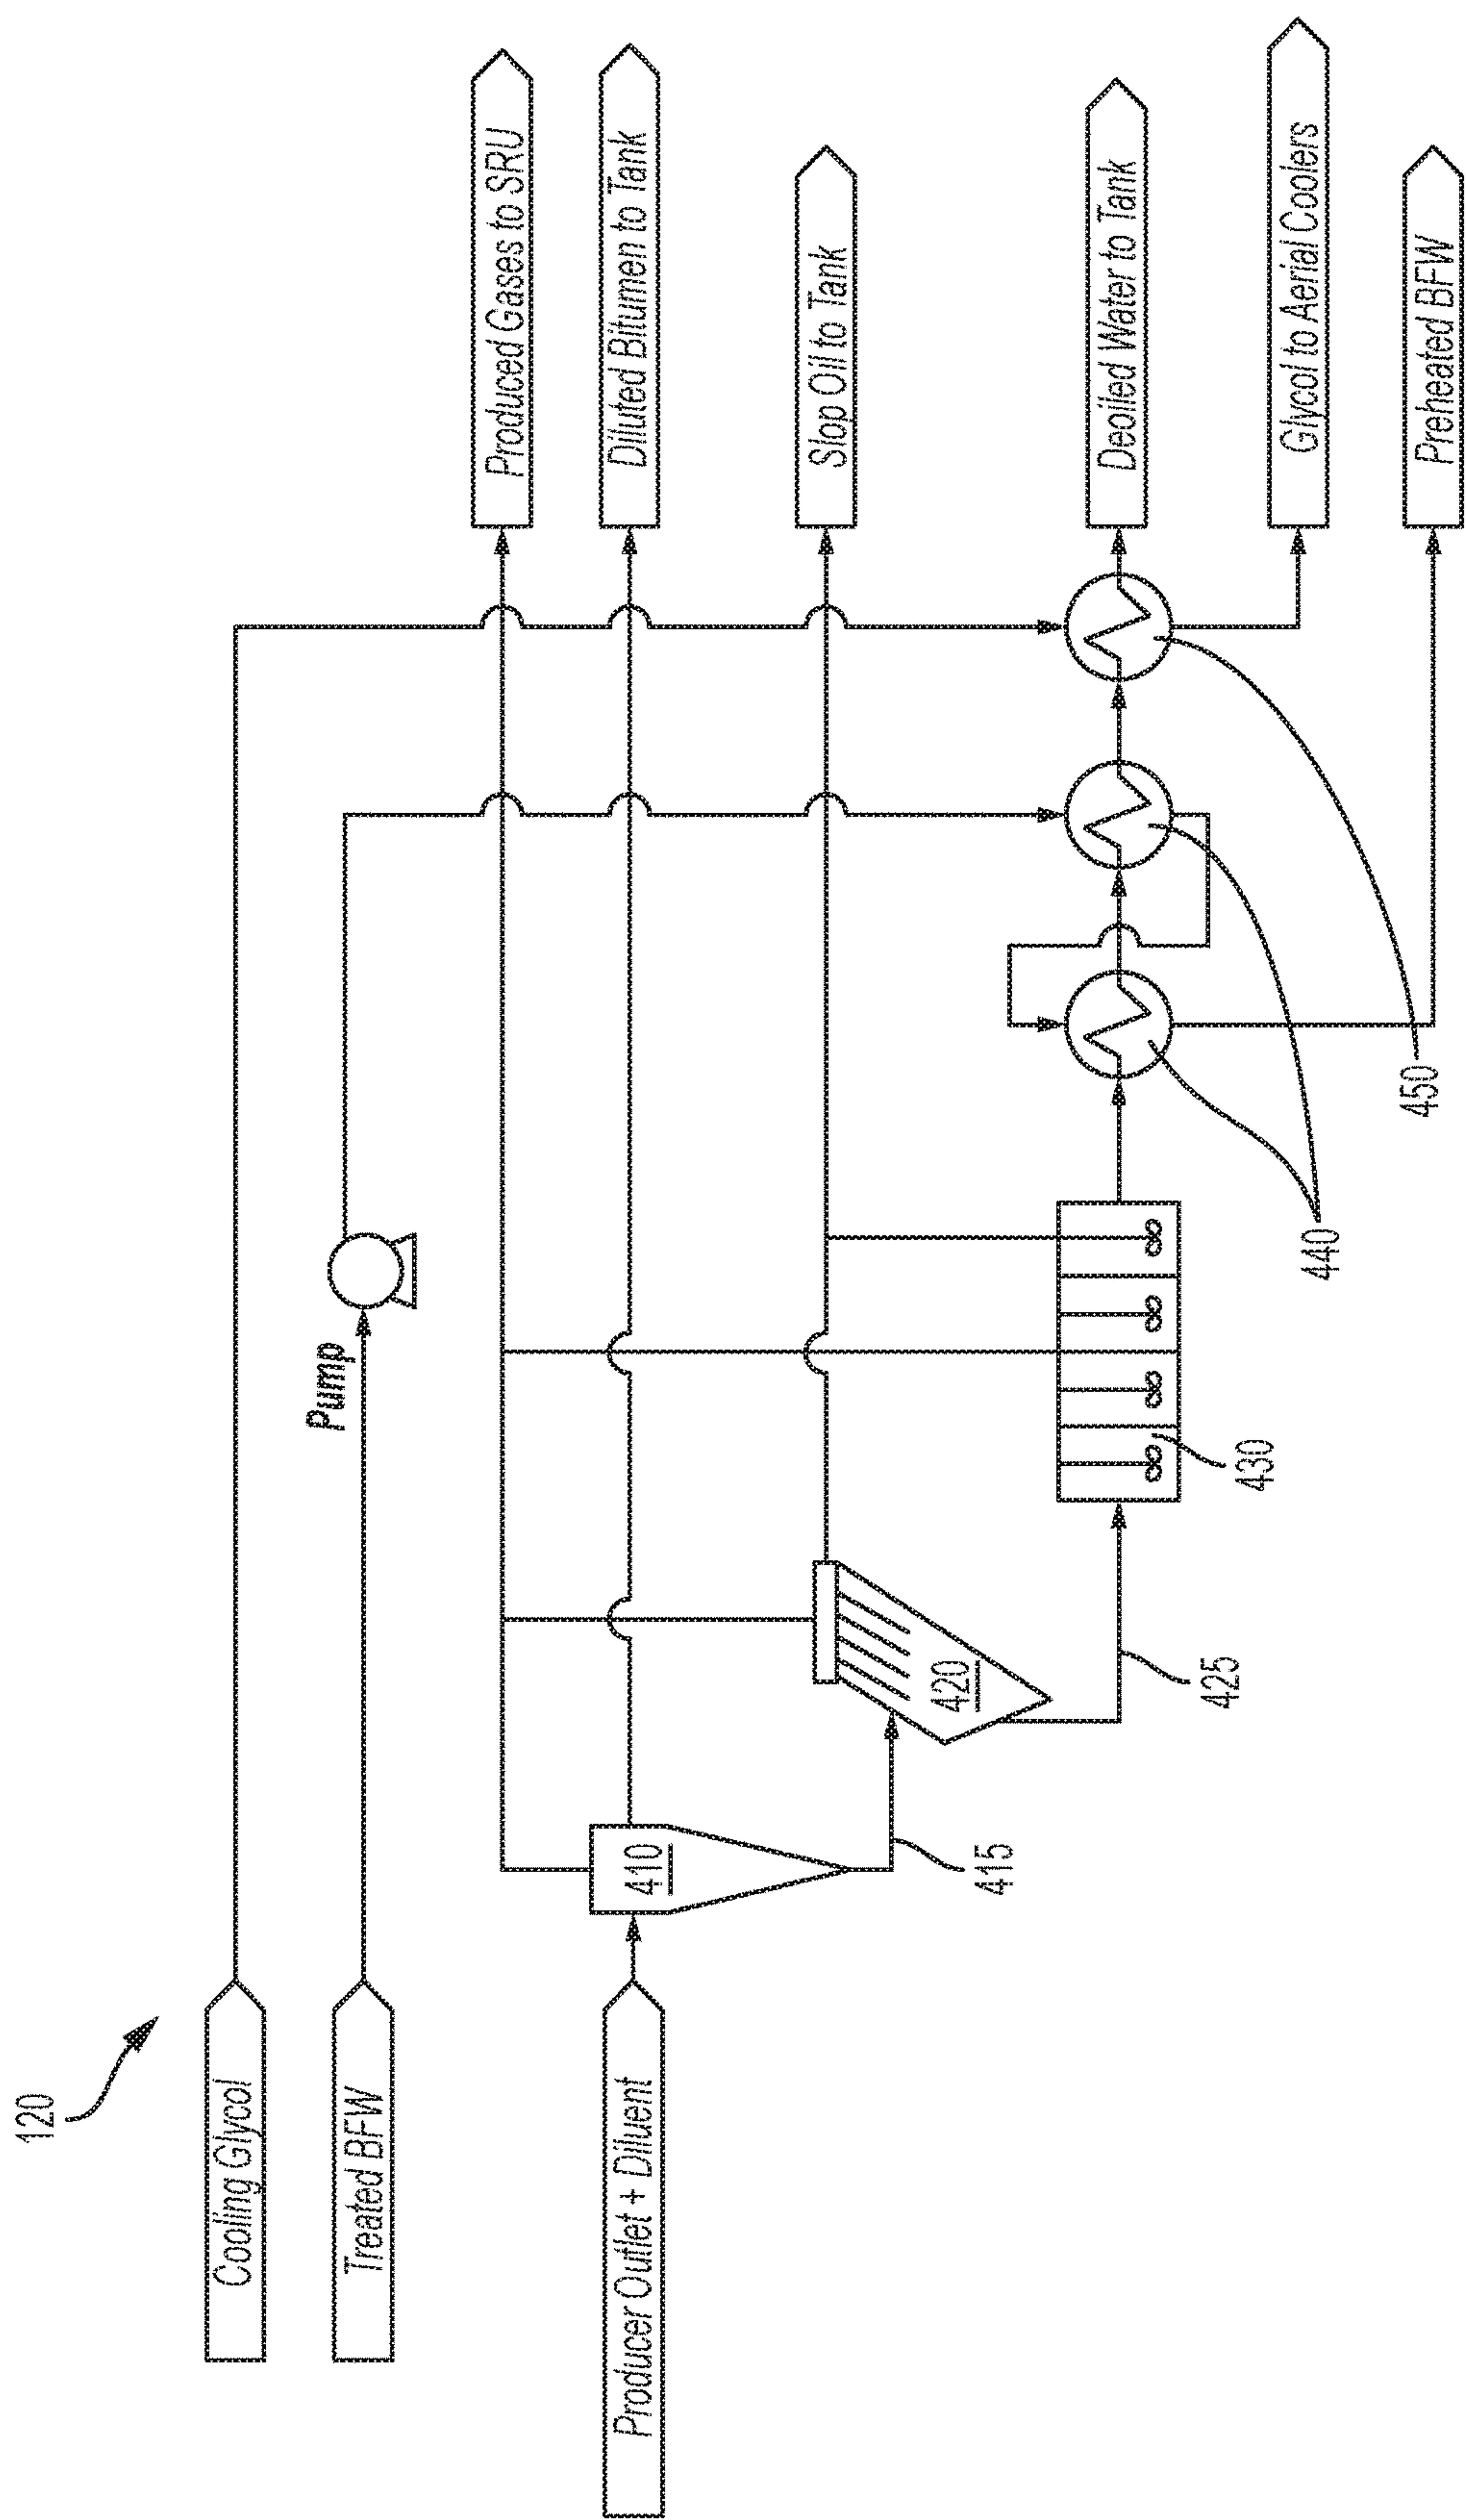 120
Cooling Glycol
Treated BFW
Producer Outlet + Diluent
Pump
410
415
420
425
430
440
450
Produced Gases to SRU
Diluted Bitumen to Tank
Slop Oil to Tank
Deoiled Water to Tank
Glycol to Aerial Coolers
Preheated BFW